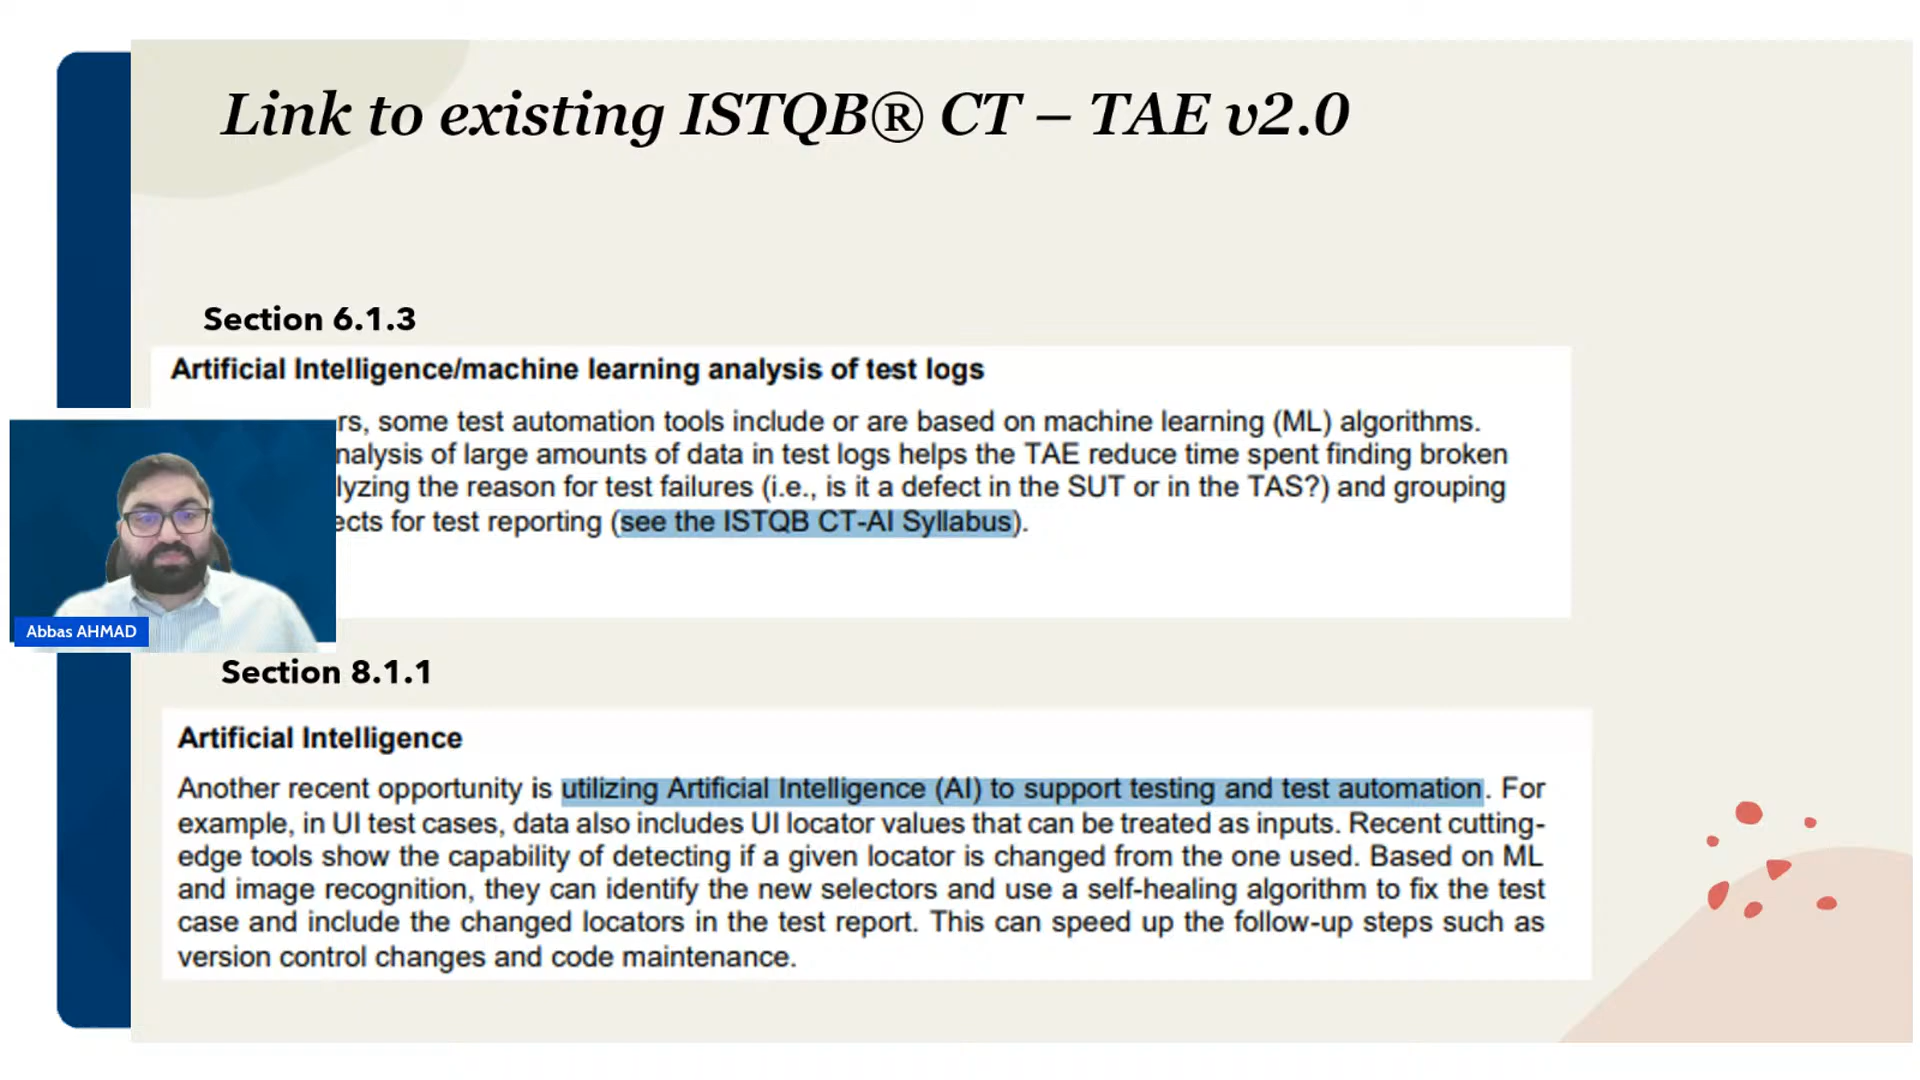 Link to existing ISTQB® CT – TAE v2.0
Section 6.1.3
Artificial Intelligence/machine learning analysis of test logs
some test automation tools include or are based on machine learning (ML) algorithms.
of large amounts of data in test logs helps the TAE reduce time spent finding broken
the reason for test failures (i.e., is it a defect in the SUT or in the TAS?) and grouping
for test reporting (see the ISTQB CT-AI Syllabus).
Abbas AHMAD
Section 8.1.1
Artificial Intelligence
Another recent opportunity is utilizing Artificial Intelligence (AI) to support testing and test automation. For
example, in UI test cases, data also includes UI locator values that can be treated as inputs. Recent cutting-
edge tools show the capability of detecting if a given locator is changed from the one used. Based on ML
and image recognition, they can identify the new selectors and use a self-healing algorithm to fix the test
case and include the changed locators in the test report. This can speed up the follow-up steps such as
version control changes and code maintenance.